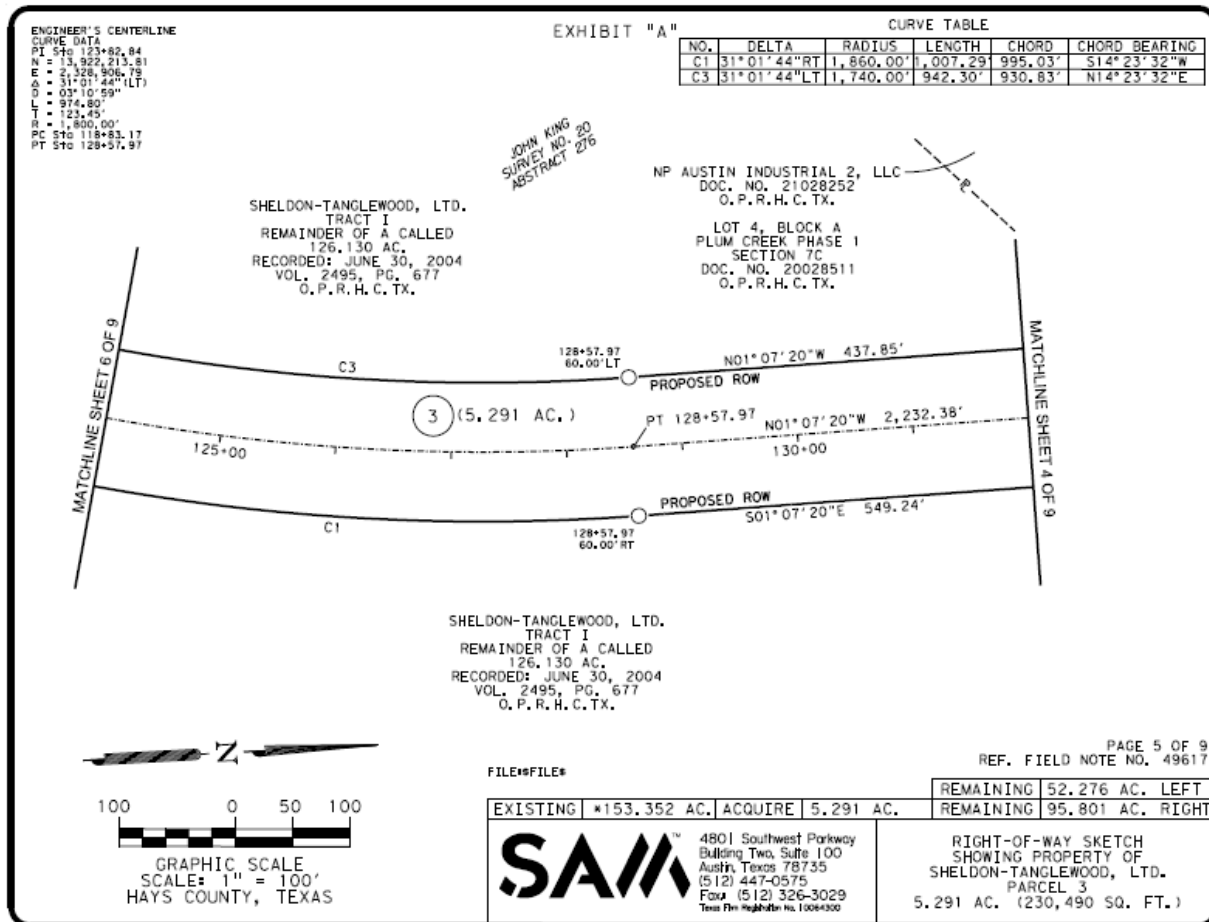 ENGINEER'S CENTERLINE
CURVE DATA
PI Sta 123+82.84
N = 13,922,213.81
E = 2,328,906.79
Δ = 31°01'44"(LT)
D = 03°10'59"
L = 974.80'
T = 123.45'
R = 1,800.00'
PC Sta 118+83.17
PT Sta 128+57.97
EXHIBIT "A"
CURVE TABLE
NO. DELTA RADIUS LENGTH CHORD CHORD BEARING
C1 31°01'44"RT 1,860.00' 1,007.29' 995.03' S14°23'32"W
C3 31°01'44"LT 1,740.00' 942.30' 930.83' N14°23'32"E
JOHN KING
SURVEY NO. 20
ABSTRACT 276
NP AUSTIN INDUSTRIAL 2, LLC
DOC. NO. 21028252
O.P.R.H.C.TX.
LOT 4, BLOCK A
PLUM CREEK PHASE 1
SECTION 7C
DOC. NO. 20028511
O.P.R.H.C.TX.
PL
SHELDON-TANGLEWOOD, LTD.
TRACT I
REMAINDER OF A CALLED
126.130 AC.
RECORDED: JUNE 30, 2004
VOL. 2495, PG. 677
O.P.R.H.C.TX.
MATCHLINE SHEET 6 OF 9
MATCHLINE SHEET 4 OF 9
C3
128+57.97
60.00'LT
N01°07'20"W 437.85'
PROPOSED ROW
3 (5.291 AC.)
PT 128+57.97
N01°07'20"W 2,232.38'
125+00
130+00
PROPOSED ROW
S01°07'20"E 549.24'
C1
128+57.97
60.00'RT
SHELDON-TANGLEWOOD, LTD.
TRACT I
REMAINDER OF A CALLED
126.130 AC.
RECORDED: JUNE 30, 2004
VOL. 2495, PG. 677
O.P.R.H.C.TX.
Z
100 0 50 100
GRAPHIC SCALE
SCALE: 1" = 100'
HAYS COUNTY, TEXAS
FILE$FILE$
PAGE 5 OF 9
REF. FIELD NOTE NO. 49617
REMAINING 52.276 AC. LEFT
EXISTING *153.352 AC. ACQUIRE 5.291 AC. REMAINING 95.801 AC. RIGHT
SAM™
4801 Southwest Parkway
Building Two, Suite 100
Austin, Texas 78735
(512) 447-0575
Fax: (512) 326-3029
Texas Firm Registration No. 10064300
RIGHT-OF-WAY SKETCH
SHOWING PROPERTY OF
SHELDON-TANGLEWOOD, LTD.
PARCEL 3
5.291 AC. (230,490 SQ. FT.)